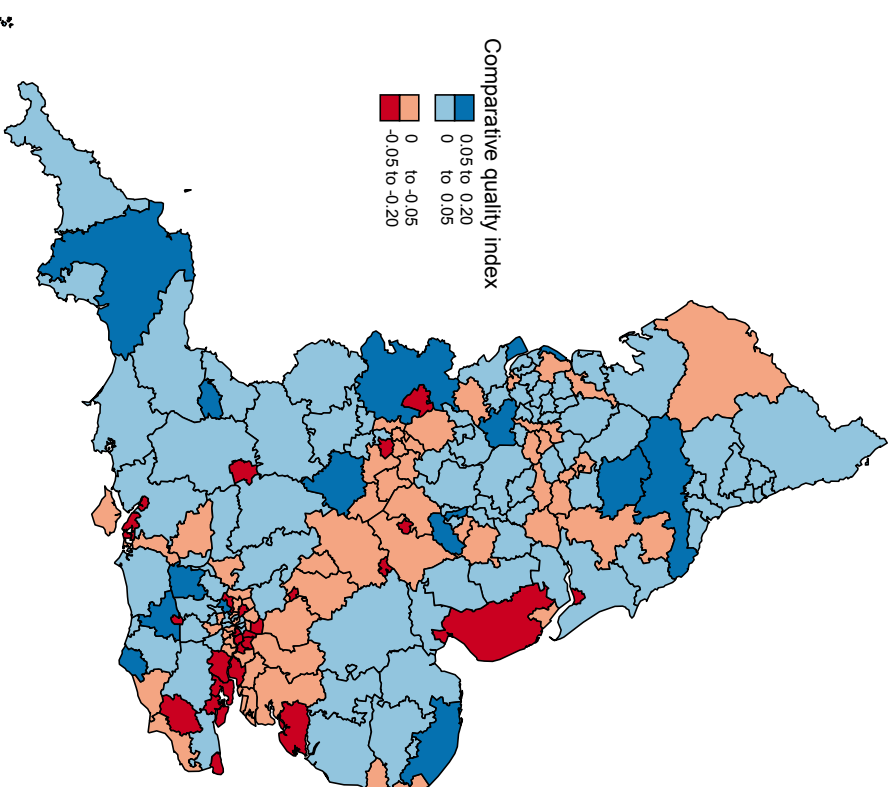 Comparative quality index
0.05 to 0.20
0 to 0.05
0 to -0.05
-0.05 to -0.20